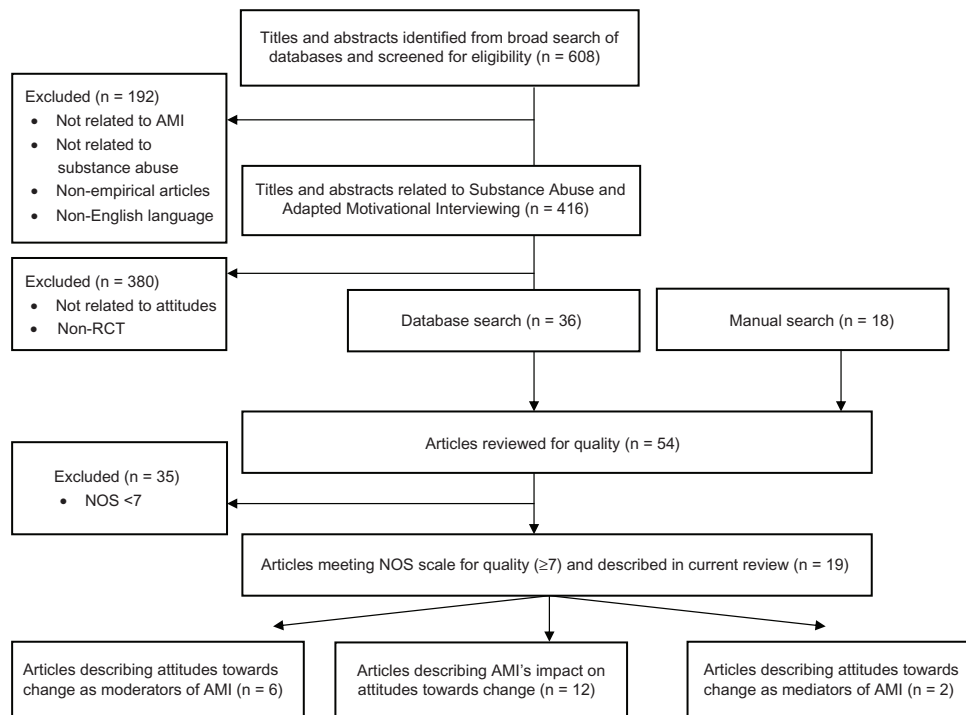 Titles and abstracts identified from broad search of
databases and screened for eligibility (n = 608)
Excluded (n = 192)
• Not related to AMI
• Not related to
substance abuse
• Non-empirical articles
• Non-English language
Titles and abstracts related to Substance Abuse and
Adapted Motivational Interviewing (n = 416)
Excluded (n = 380)
• Not related to attitudes
• Non-RCT
Database search (n = 36)
Manual search (n = 18)
Articles reviewed for quality (n = 54)
Excluded (n = 35)
• NOS <7
Articles meeting NOS scale for quality (≥7) and described in current review (n = 19)
Articles describing attitudes towards
change as moderators of AMI (n = 6)
Articles describing AMI's impact on
attitudes towards change (n = 12)
Articles describing attitudes towards
change as mediators of AMI (n = 2)